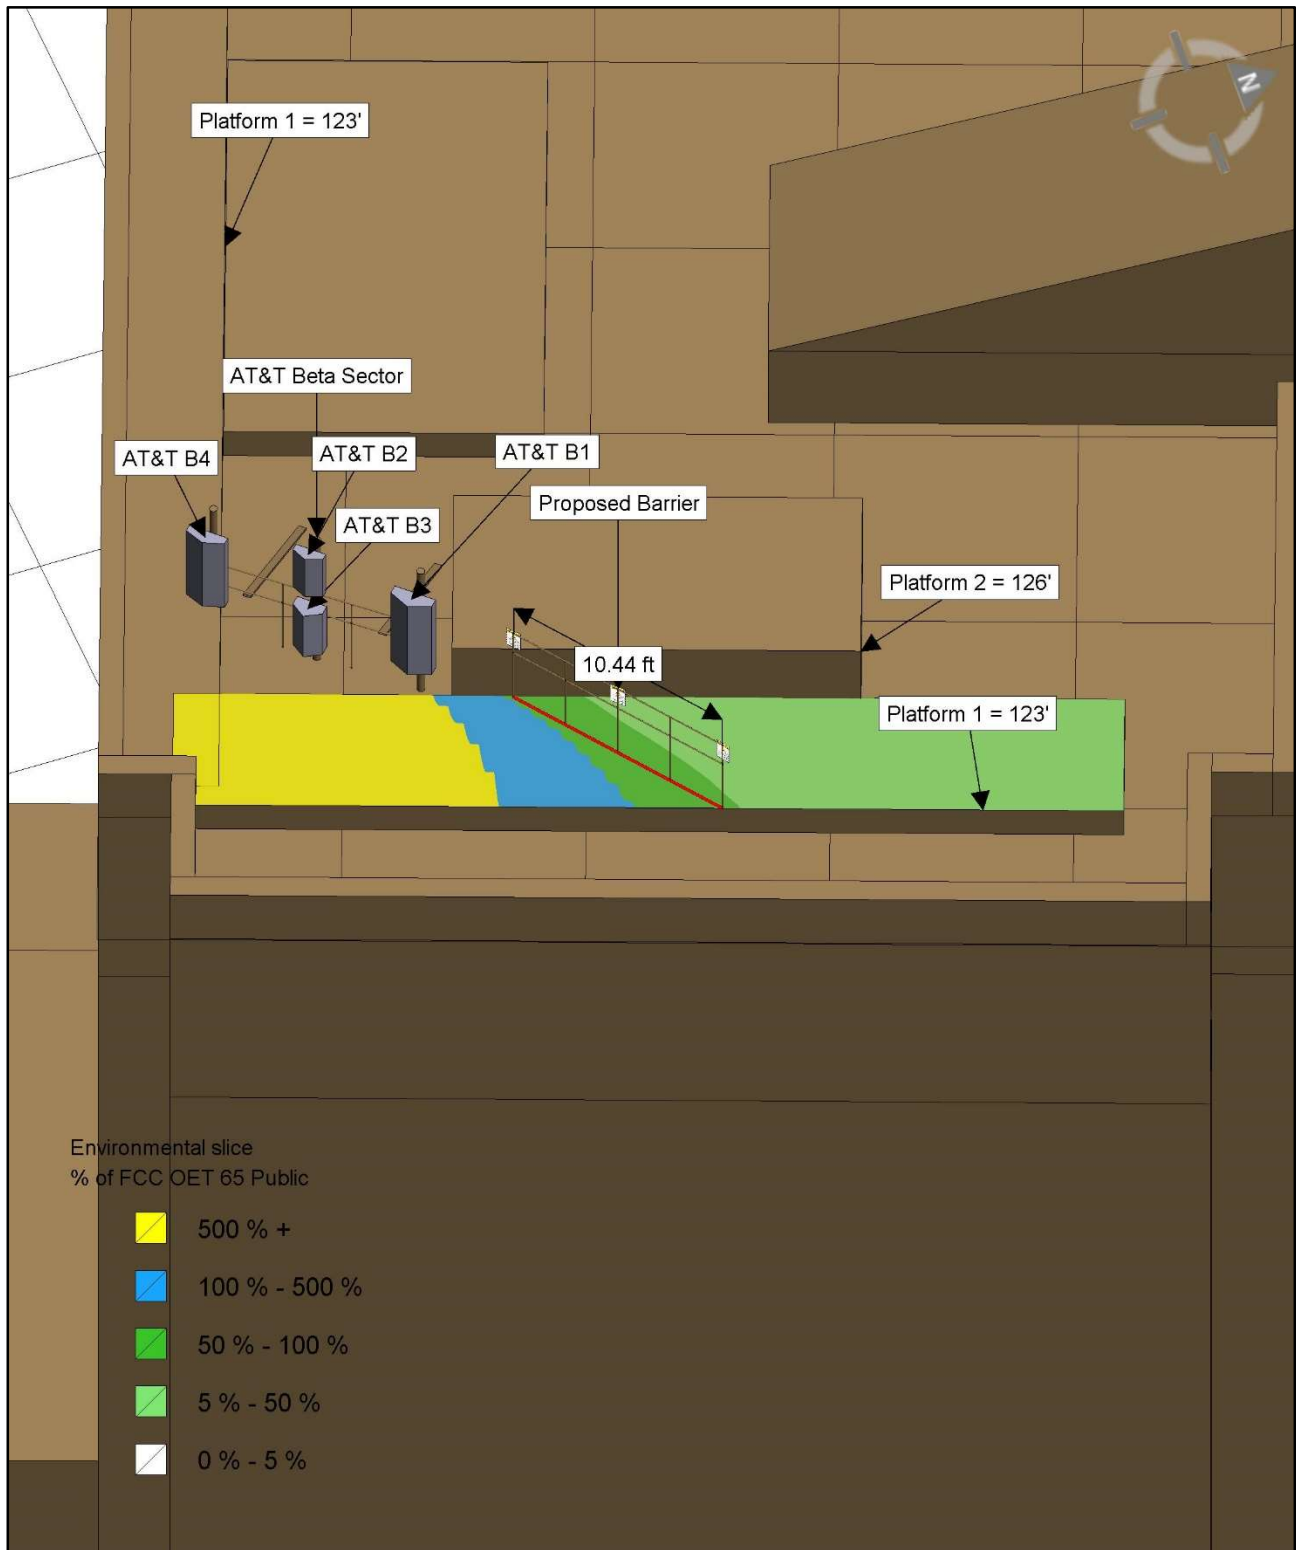 N
Platform 1 = 123'
AT&T Beta Sector
AT&T B4
AT&T B2
AT&T B1
AT&T B3
Proposed Barrier
Platform 2 = 126'
10.44 ft
Platform 1 = 123'
Environmental slice
% of FCC OET 65 Public
500 % +
100 % - 500 %
50 % - 100 %
5 % - 50 %
0 % - 5 %